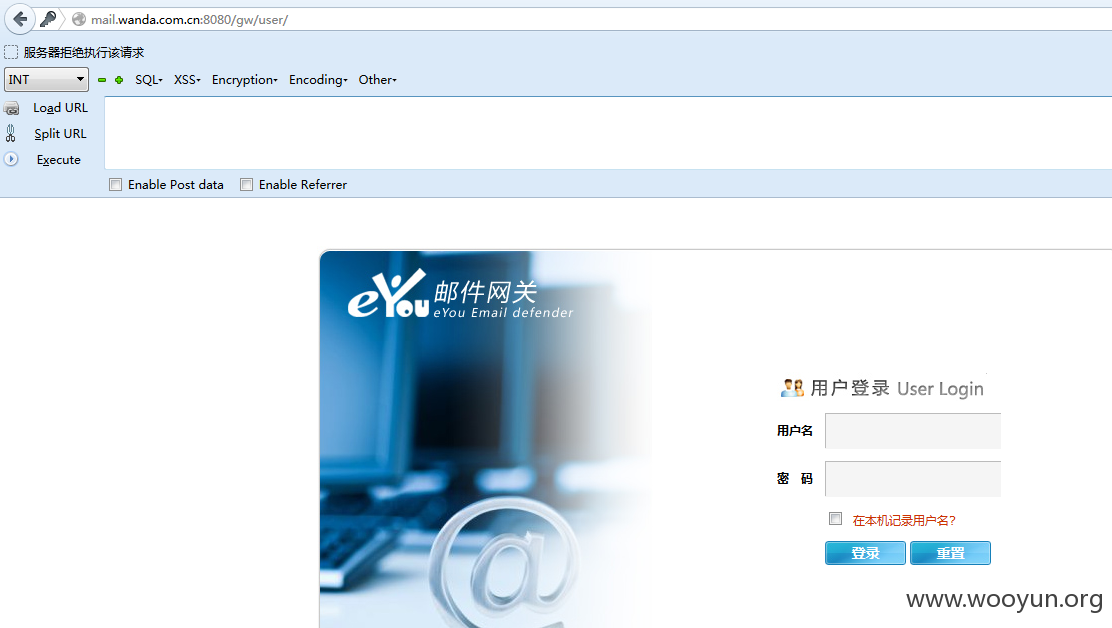 mail.wanda.com.cn:8080/gw/user/
服务器拒绝执行该请求
INT SQL XSS Encryption Encoding Other
Load URL
Split URL
Execute
Enable Post data Enable Referrer
eYou 邮件网关
eYou Email defender
用户登录 User Login
用户名
密 码
在本机记录用户名?
登录 重置
www.wooyun.org